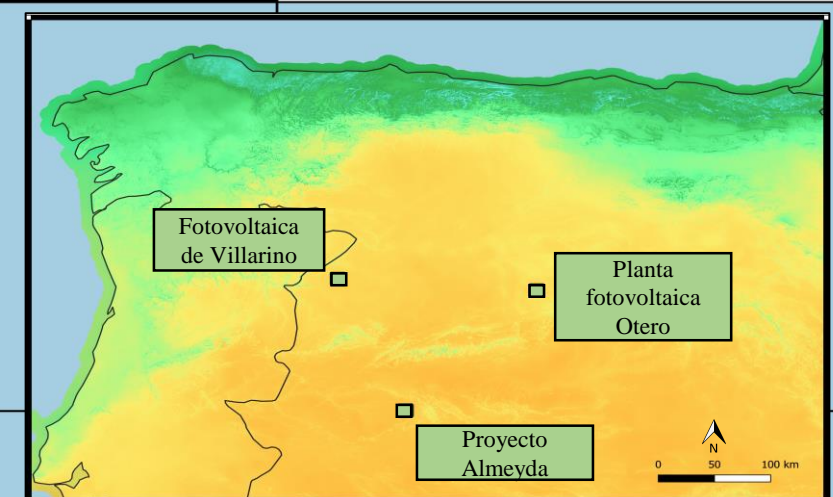 Fotovoltaica
de Villarino
Planta
fotovoltaica
Otero
Proyecto
Almeyda
N
0 50 100 km